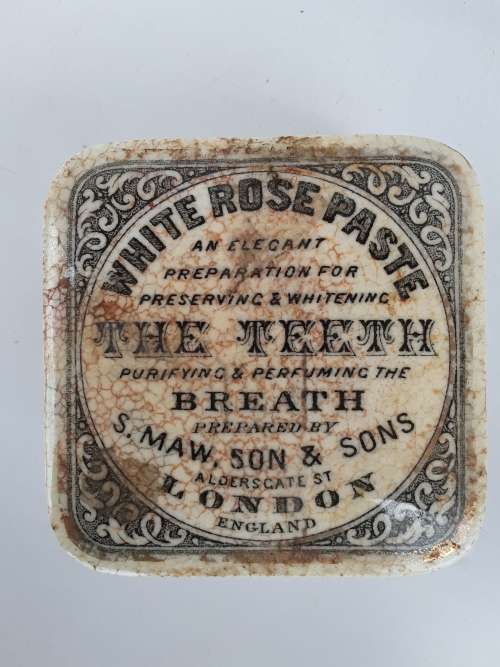 WHITE ROSE PASTE
AN ELEGANT
PREPARATION FOR
PRESERVING & WHITENING
THE TEETH
PURIFYING & PERFUMING THE
BREATH
PREPARED BY
S. MAW, SON & SONS
ALDERSGATE ST
LONDON
ENGLAND